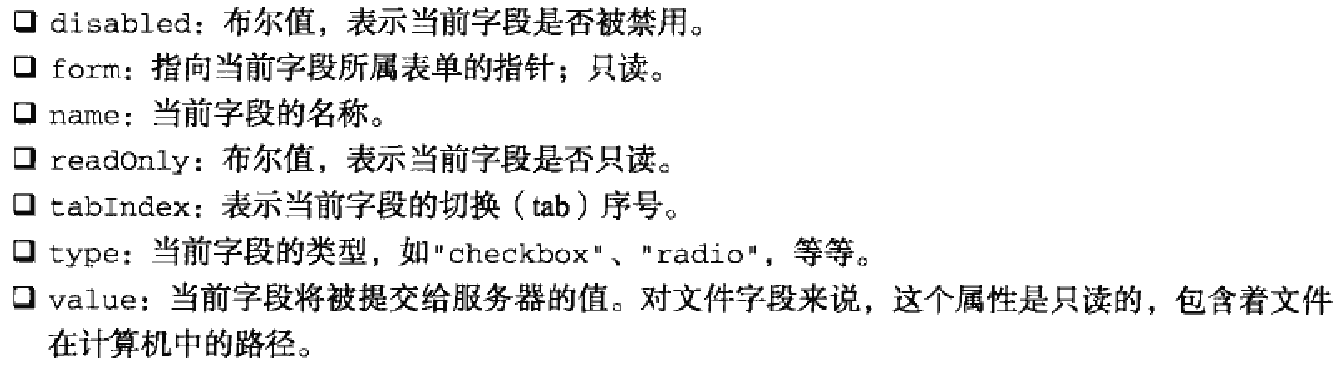 ❑ disabled：布尔值，表示当前字段是否被禁用。
❑ form：指向当前字段所属表单的指针；只读。
❑ name：当前字段的名称。
❑ readOnly：布尔值，表示当前字段是否只读。
❑ tabIndex：表示当前字段的切换（tab）序号。
❑ type：当前字段的类型，如"checkbox"、"radio"，等等。
❑ value：当前字段将被提交给服务器的值。对文件字段来说，这个属性是只读的，包含着文件
在计算机中的路径。